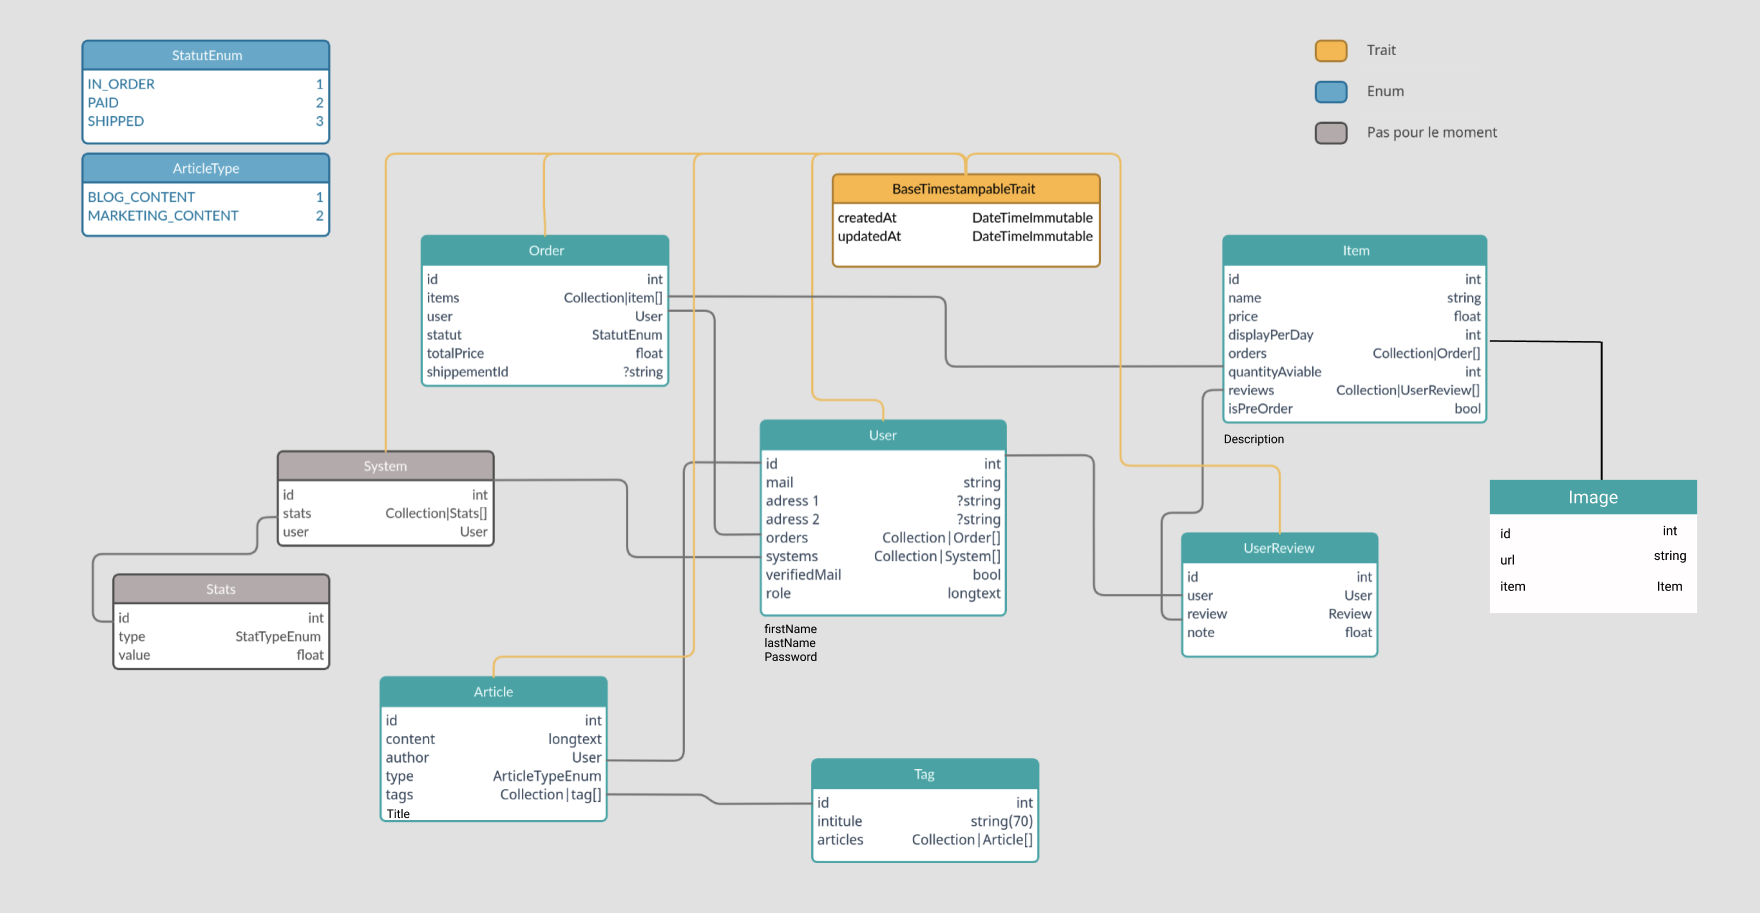 StatutEnum
IN_ORDER 1
PAID 2
SHIPPED 3
ArticleType
BLOG_CONTENT 1
MARKETING_CONTENT 2
Trait
Enum
Pas pour le moment
BaseTimestampableTrait
createdAt DateTimeImmutable
updatedAt DateTimeImmutable
Order
id int
items Collection|item[]
user User
statut StatutEnum
totalPrice float
shippementId ?string
Item
id int
name string
price float
displayPerDay int
orders Collection|Order[]
quantityAviable int
reviews Collection|UserReview[]
isPreOrder bool
Description
System
id int
stats Collection|Stats[]
user User
User
id int
mail string
adress 1 ?string
adress 2 ?string
orders Collection|Order[]
systems Collection|System[]
verifiedMail bool
role longtext
firstName
lastName
Password
Image
id int
url string
item Item
UserReview
id int
user User
review Review
note float
Stats
id int
type StatTypeEnum
value float
Article
id int
content longtext
author User
type ArticleTypeEnum
tags Collection|tag[]
Title
Tag
id int
intitule string(70)
articles Collection|Article[]